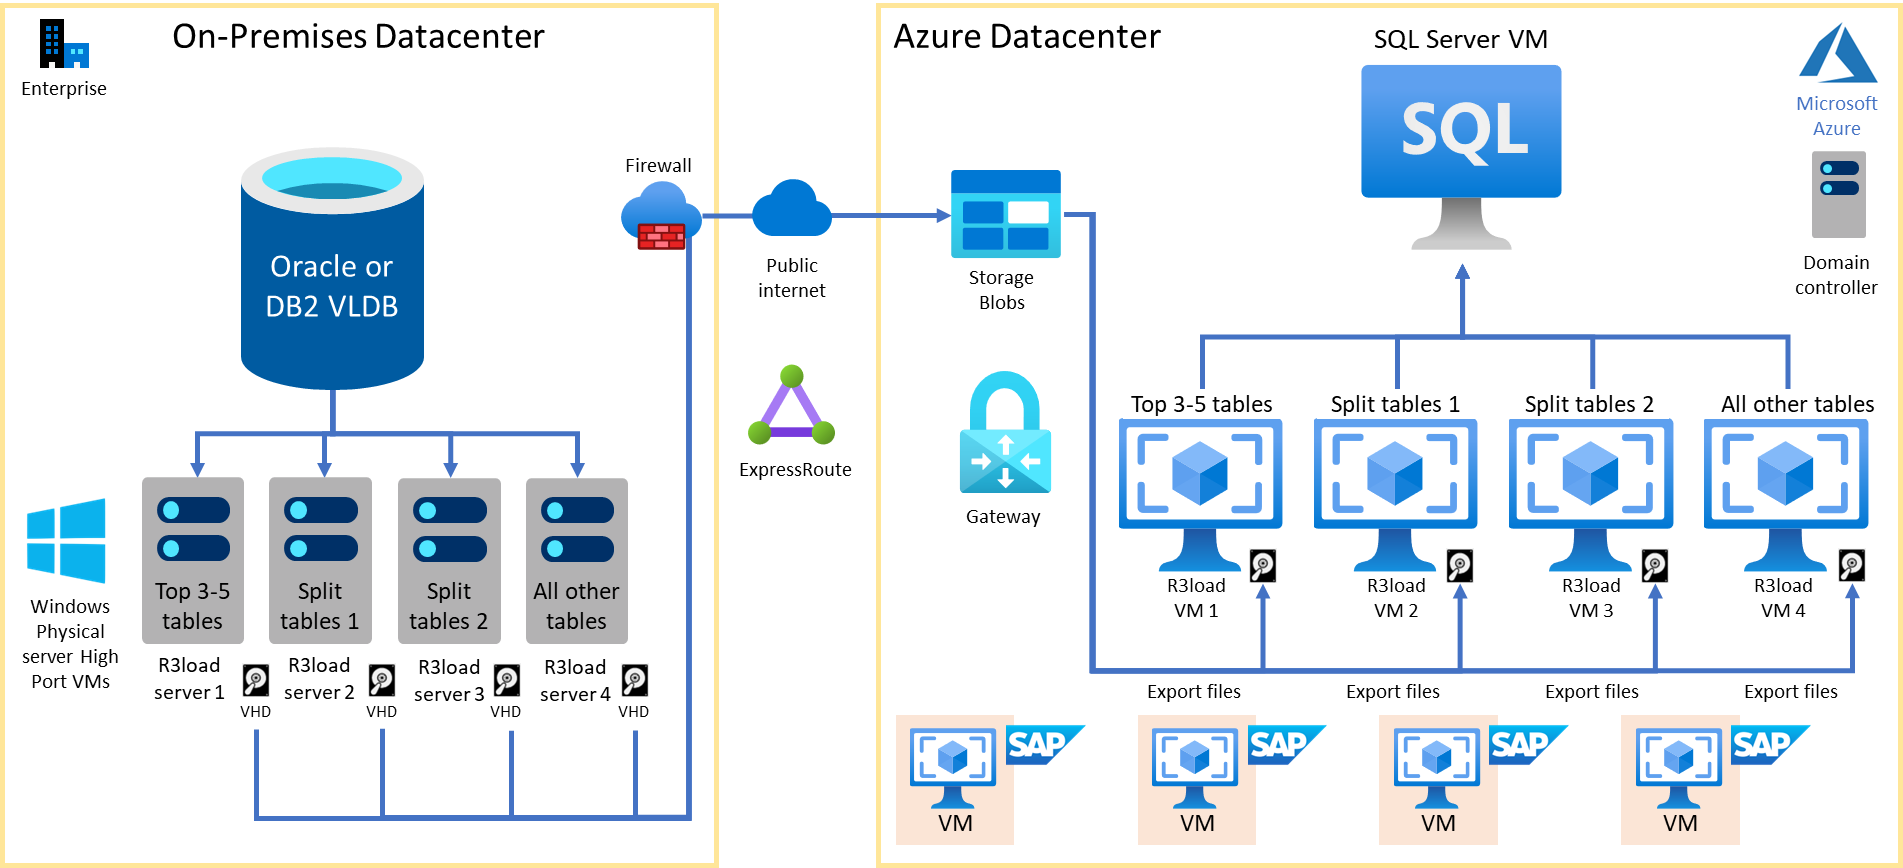 On-Premises Datacenter
Enterprise
Oracle or
DB2 VLDB
Firewall
Windows
Physical
server High
Port VMs
Top 3-5
tables
Split
tables 1
Split
tables 2
All other
tables
R3load
server 1
R3load
server 2
R3load
server 3
R3load
server 4
VHD
VHD
VHD
VHD
Public
internet
ExpressRoute
Azure Datacenter
SQL Server VM
SQL
Microsoft
Azure
Domain
controller
Storage
Blobs
Gateway
Top 3-5 tables
Split tables 1
Split tables 2
All other tables
R3load
VM 1
R3load
VM 2
R3load
VM 3
R3load
VM 4
Export files
Export files
Export files
Export files
SAP
VM
SAP
VM
SAP
VM
SAP
VM